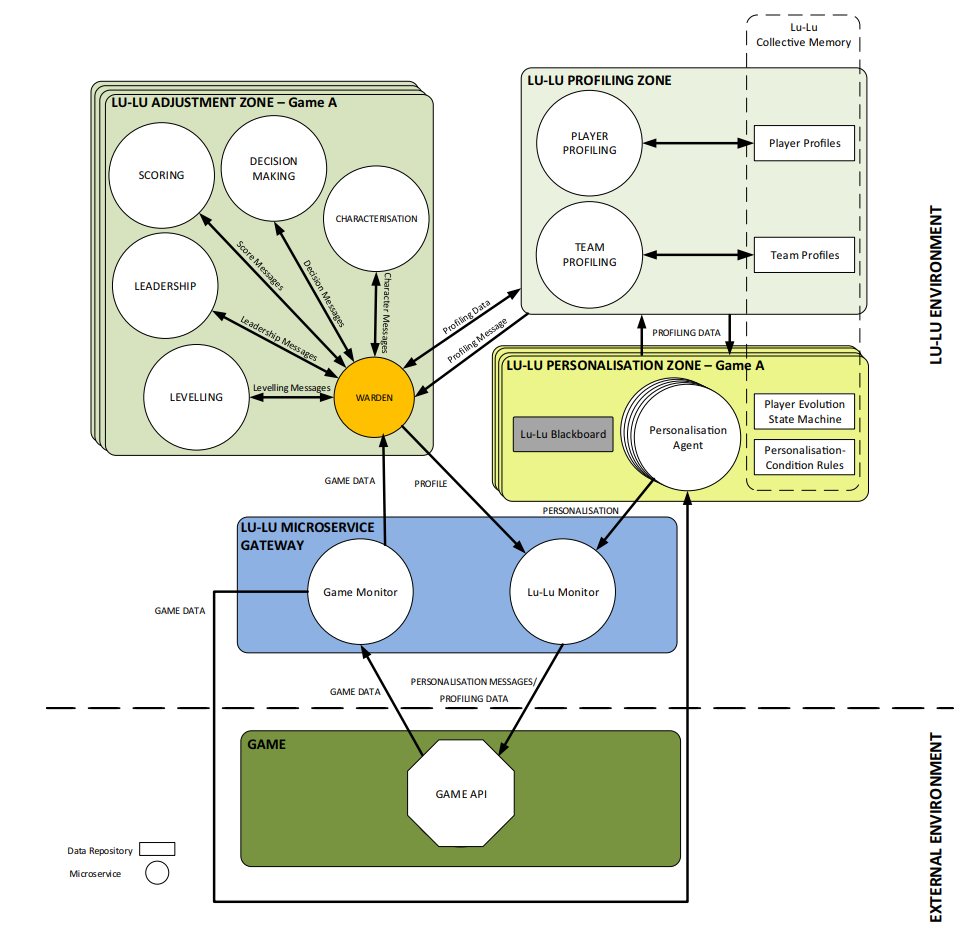 Lu-Lu
Collective Memory
LU-LU PROFILING ZONE
LU-LU ADJUSTMENT ZONE – Game A
SCORING
DECISION
MAKING
CHARACTERISATION
LEADERSHIP
LEVELLING
WARDEN
Score Messages
Decision Messages
Character Messages
Leadership Messages
Levelling Messages
PLAYER
PROFILING
Player Profiles
TEAM
PROFILING
Team Profiles
Profiling Data
Profiling Message
PROFILING DATA
LU-LU ENVIRONMENT
LU-LU PERSONALISATION ZONE – Game A
Lu-Lu Blackboard
Personalisation
Agent
Player Evolution
State Machine
Personalisation-
Condition Rules
GAME DATA
PROFILE
PERSONALISATION
LU-LU MICROSERVICE
GATEWAY
Game Monitor
Lu-Lu Monitor
GAME DATA
GAME DATA
PERSONALISATION MESSAGES/
PROFILING DATA
GAME
GAME API
EXTERNAL ENVIRONMENT
Data Repository
Microservice